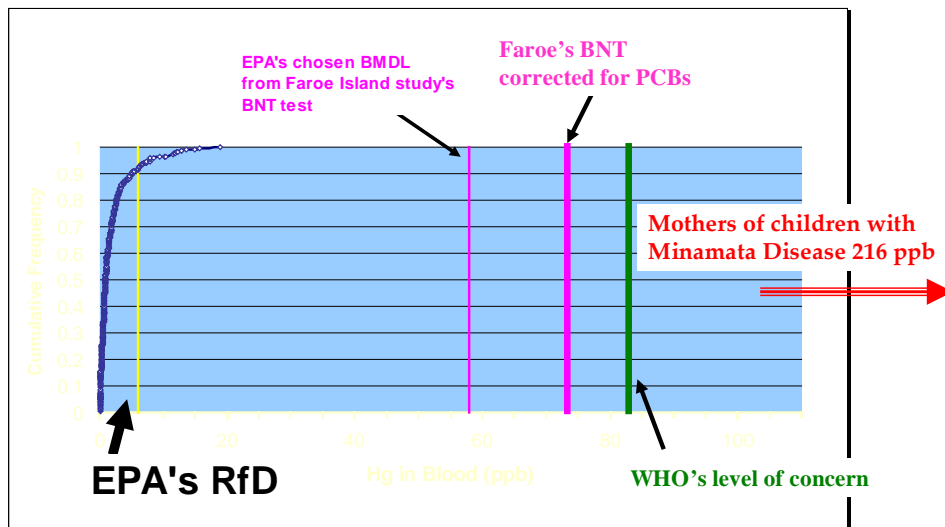 EPA's chosen BMDL
from Faroe Island study's
BNT test
Faroe's BNT
corrected for PCBs
1
0.9
0.8
0.7
0.6
0.5
0.4
0.3
0.2
0.1
0
Cumulative Frequency
Mothers of children with
Minamata Disease 216 ppb
0 20 40 60 80 100
Hg in Blood (ppb)
EPA's RfD
WHO's level of concern